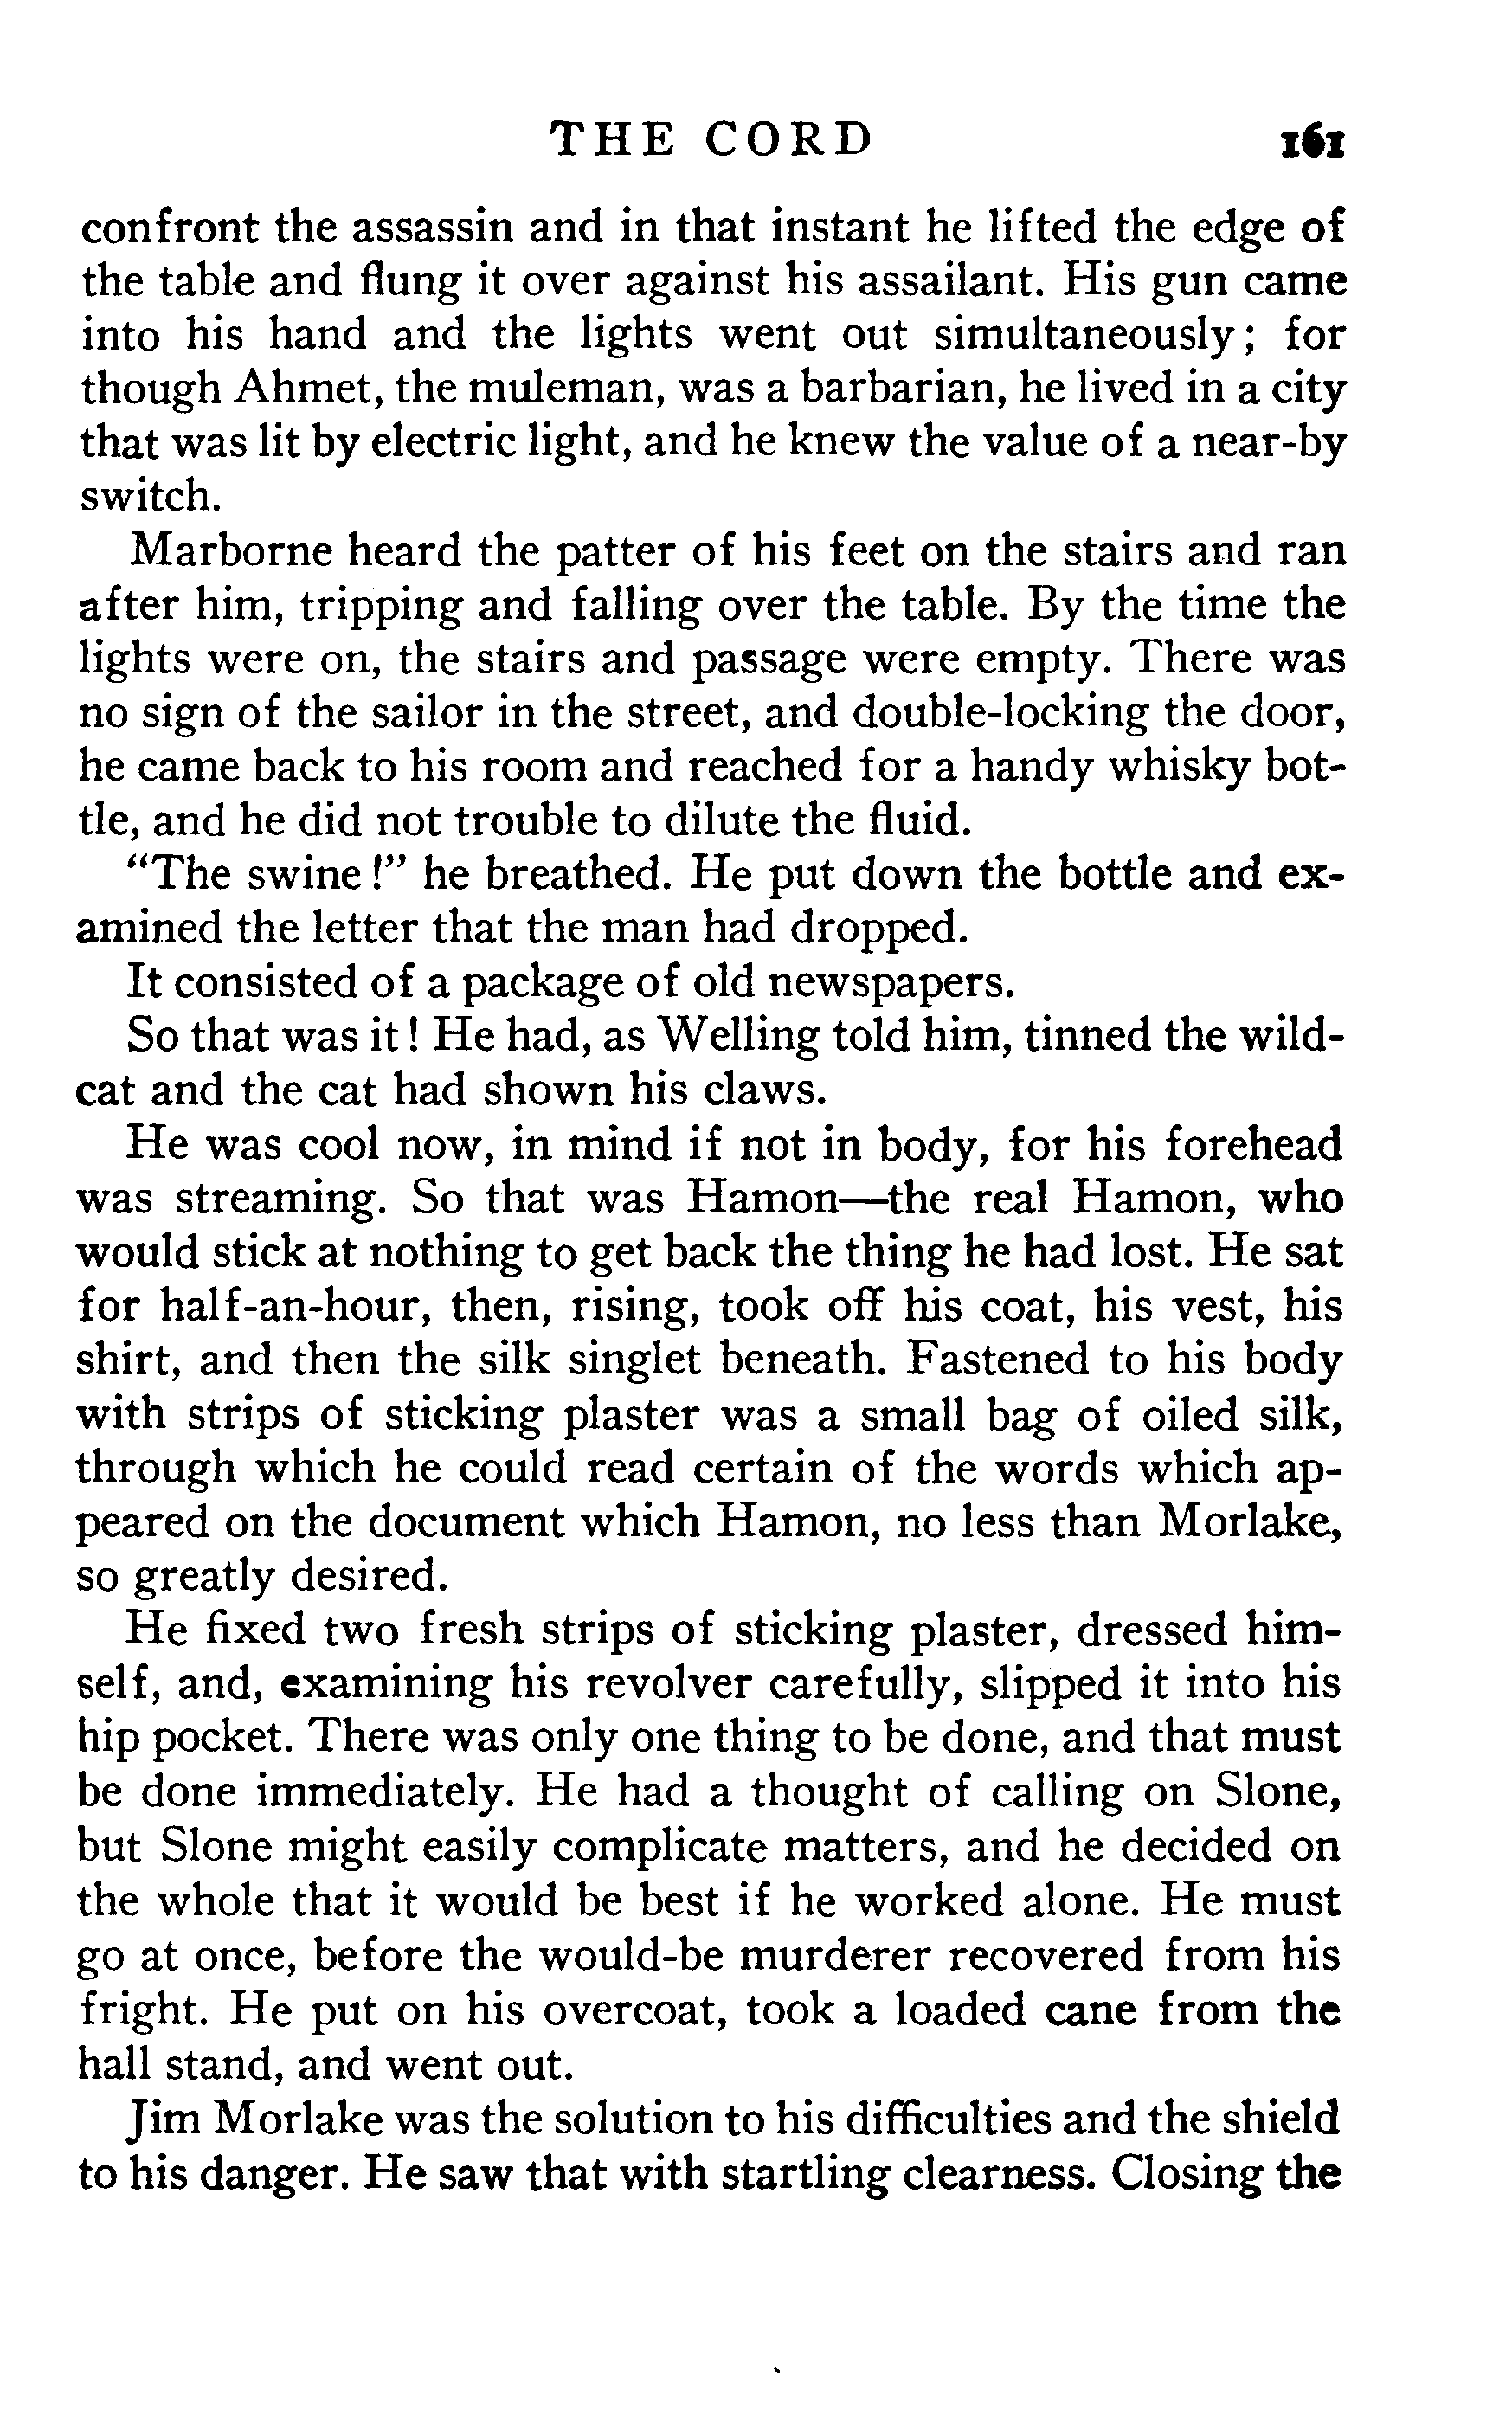 THE CORD 161
confront the assassin and in that instant he lifted the edge of
the table and flung it over against his assailant. His gun came
into his hand and the lights went out simultaneously; for
though Ahmet, the muleman, was a barbarian, he lived in a city
that was lit by electric light, and he knew the value of a near-by
switch.
Marborne heard the patter of his feet on the stairs and ran
after him, tripping and falling over the table. By the time the
lights were on, the stairs and passage were empty. There was
no sign of the sailor in the street, and double-locking the door,
he came back to his room and reached for a handy whisky bot-
tle, and he did not trouble to dilute the fluid.
“The swine!” he breathed. He put down the bottle and ex-
amined the letter that the man had dropped.
It consisted of a package of old newspapers.
So that was it! He had, as Welling told him, tinned the wild-
cat and the cat had shown his claws.
He was cool now, in mind if not in body, for his forehead
was streaming. So that was Hamon—the real Hamon, who
would stick at nothing to get back the thing he had lost. He sat
for half-an-hour, then, rising, took off his coat, his vest, his
shirt, and then the silk singlet beneath. Fastened to his body
with strips of sticking plaster was a small bag of oiled silk,
through which he could read certain of the words which ap-
peared on the document which Hamon, no less than Morlake,
so greatly desired.
He fixed two fresh strips of sticking plaster, dressed him-
self, and, examining his revolver carefully, slipped it into his
hip pocket. There was only one thing to be done, and that must
be done immediately. He had a thought of calling on Slone,
but Slone might easily complicate matters, and he decided on
the whole that it would be best if he worked alone. He must
go at once, before the would-be murderer recovered from his
fright. He put on his overcoat, took a loaded cane from the
hall stand, and went out.
Jim Morlake was the solution to his difficulties and the shield
to his danger. He saw that with startling clearness. Closing the